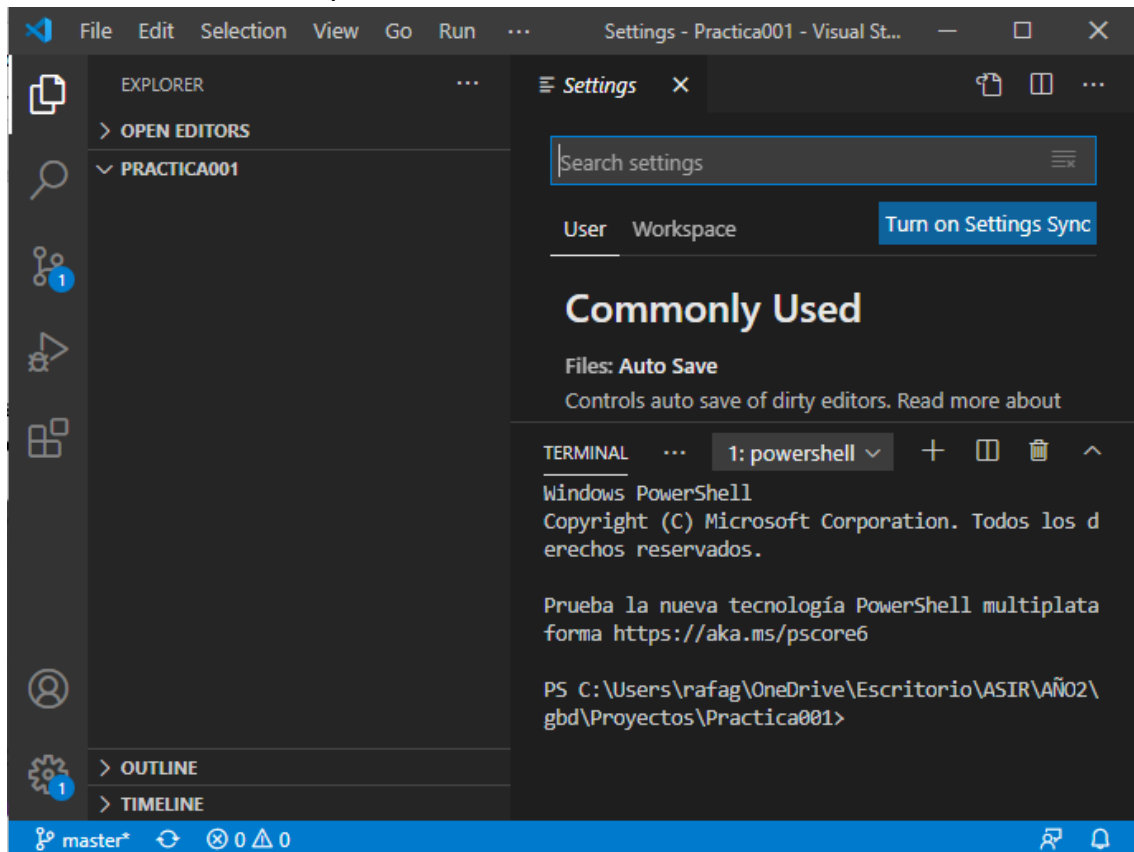 File Edit Selection View Go Run ··· Settings - Practica001 - Visual St...
EXPLORER ···
> OPEN EDITORS
PRACTICA001
Settings
Search settings
User Workspace
Turn on Settings Sync
Commonly Used
Files: Auto Save
Controls auto save of dirty editors. Read more about
TERMINAL ··· 1: powershell
Windows PowerShell
Copyright (C) Microsoft Corporation. Todos los d
erechos reservados.
Prueba la nueva tecnología PowerShell multiplata
forma https://aka.ms/pscore6
PS C:\Users\rafag\OneDrive\Escritorio\ASIR\AÑO2\
gbd\Proyectos\Practica001>
1
1
> OUTLINE
> TIMELINE
master* 0 0